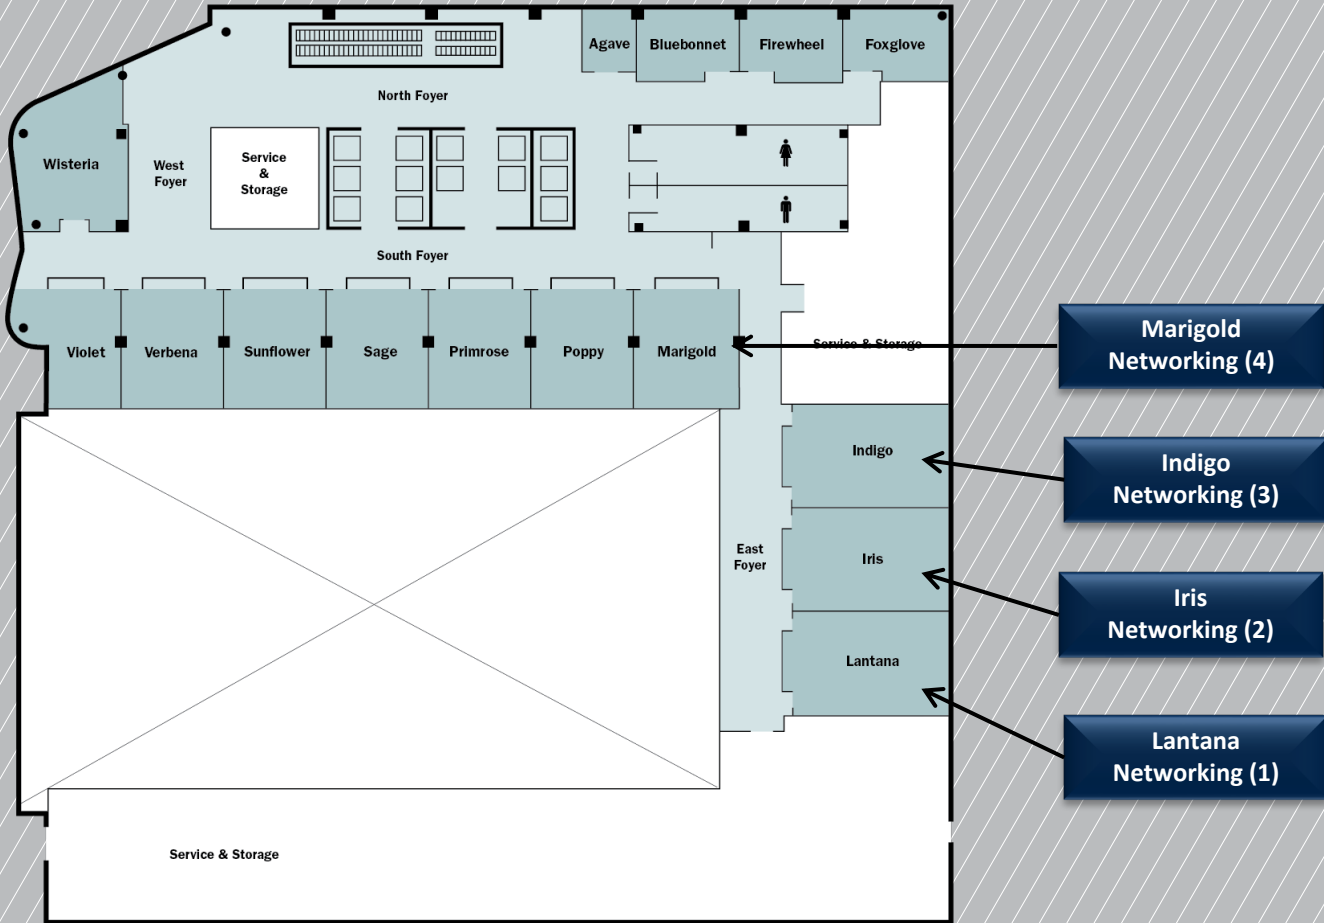 Agave
Bluebonnet
Firewheel
Foxglove
North Foyer
Wisteria
West
Foyer
Service
&
Storage
South Foyer
Violet
Verbena
Sunflower
Sage
Primrose
Poppy
Marigold
Service & Storage
Marigold
Networking (4)
Indigo
Indigo
Networking (3)
East
Foyer
Iris
Iris
Networking (2)
Lantana
Lantana
Networking (1)
Service & Storage